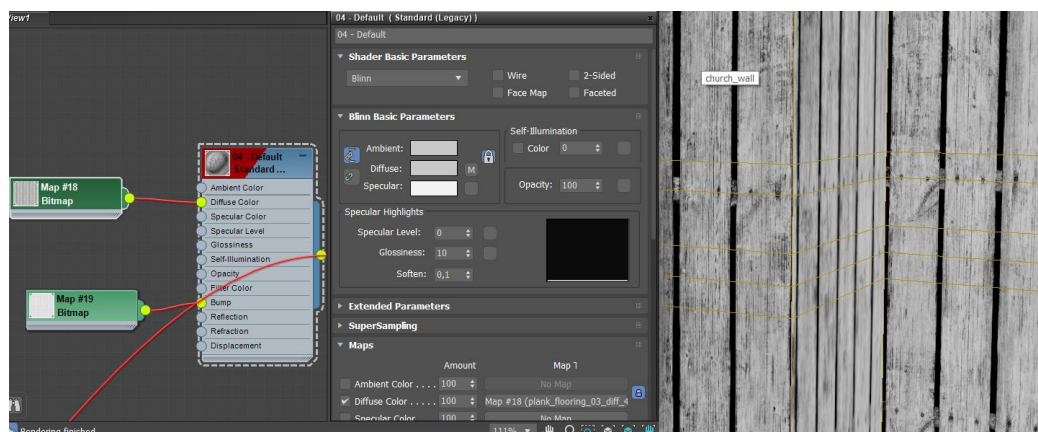 View1
04 - Default ( Standard (Legacy) )
×
04 - Default
Shader Basic Parameters
Blinn
Wire
2-Sided
Face Map
Faceted
Blinn Basic Parameters
Self-Illumination
Ambient:
Color
0
Diffuse:
M
Specular:
Opacity:
100
Specular Highlights
Specular Level:
0
Glossiness:
10
Soften:
0,1
Extended Parameters
SuperSampling
Maps
Amount
Map
Ambient Color . . . .
100
No Map
Diffuse Color . . . . .
100
Map #18 (plank_flooring_03_diff_4
Specular Color
100
No Map
111%
04 - Default
Standard ...
Ambient Color
Diffuse Color
Specular Color
Specular Level
Glossiness
Self-Illumination
Opacity
Filter Color
Bump
Reflection
Refraction
Displacement
Map #18
Bitmap
Map #19
Bitmap
Rendering finished
church_wall